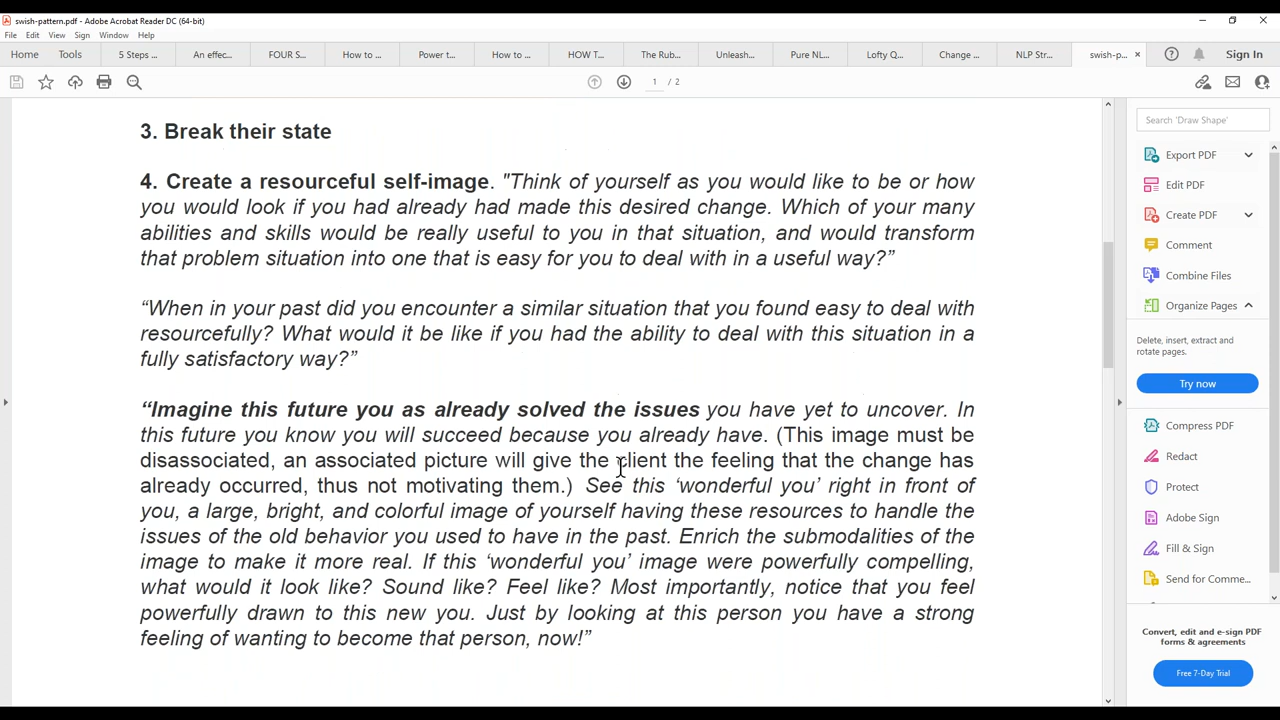 swish-pattern.pdf - Adobe Acrobat Reader DC (64-bit)
File Edit View Sign Window Help
Home Tools 5 Steps ... An effec... FOUR S... How to ... Power t... How to ... HOW T... The Rub... Unleash... Pure NL... Lofty Q... Change ... NLP Str... swish-p... × Sign In
1 / 2
3. Break their state
4. Create a resourceful self-image. "Think of yourself as you would like to be or how
you would look if you had already had made this desired change. Which of your many
abilities and skills would be really useful to you in that situation, and would transform
that problem situation into one that is easy for you to deal with in a useful way?”
“When in your past did you encounter a similar situation that you found easy to deal with
resourcefully? What would it be like if you had the ability to deal with this situation in a
fully satisfactory way?”
“Imagine this future you as already solved the issues you have yet to uncover. In
this future you know you will succeed because you already have. (This image must be
disassociated, an associated picture will give the client the feeling that the change has
already occurred, thus not motivating them.) See this ‘wonderful you’ right in front of
you, a large, bright, and colorful image of yourself having these resources to handle the
issues of the old behavior you used to have in the past. Enrich the submodalities of the
image to make it more real. If this ‘wonderful you’ image were powerfully compelling,
what would it look like? Sound like? Feel like? Most importantly, notice that you feel
powerfully drawn to this new you. Just by looking at this person you have a strong
feeling of wanting to become that person, now!”
Search 'Draw Shape'
Export PDF
Edit PDF
Create PDF
Comment
Combine Files
Organize Pages
Delete, insert, extract and
rotate pages.
Try now
Compress PDF
Redact
Protect
Adobe Sign
Fill & Sign
Send for Comme...
Convert, edit and e-sign PDF
forms & agreements
Free 7-Day Trial